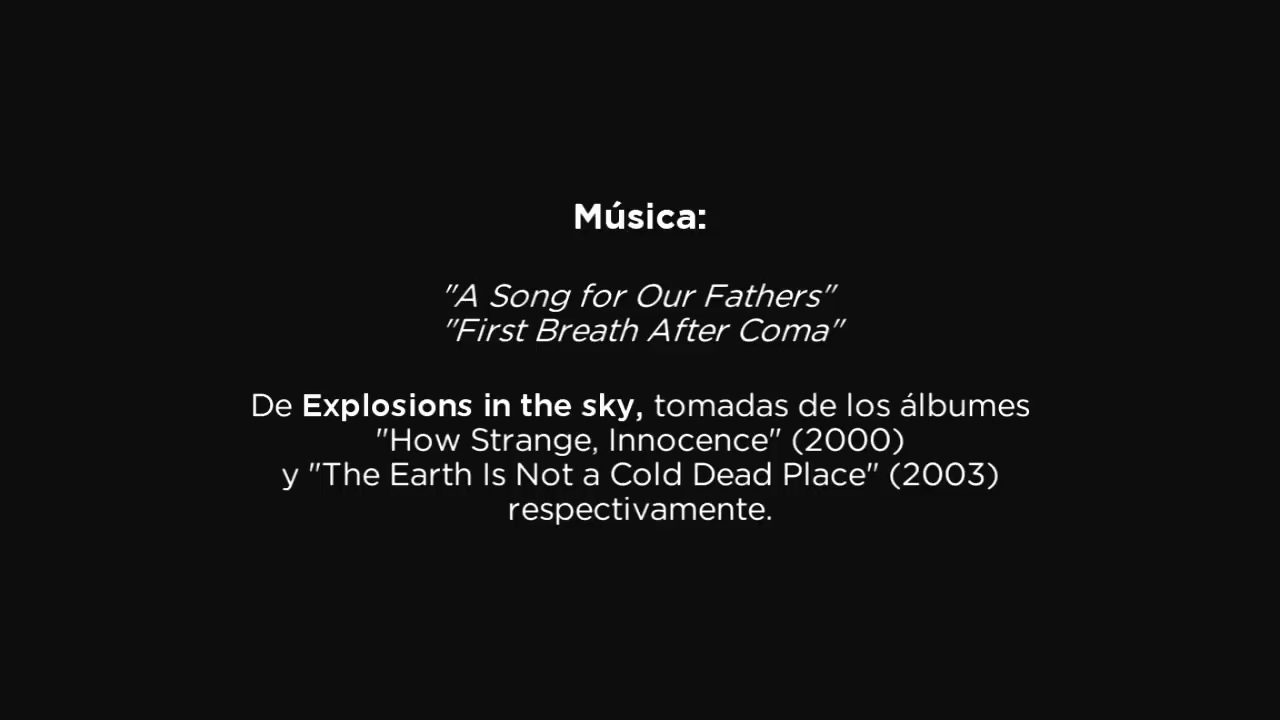 Música:
"A Song for Our Fathers"
"First Breath After Coma"
De Explosions in the sky, tomadas de los álbumes
"How Strange, Innocence" (2000)
y "The Earth Is Not a Cold Dead Place" (2003)
respectivamente.